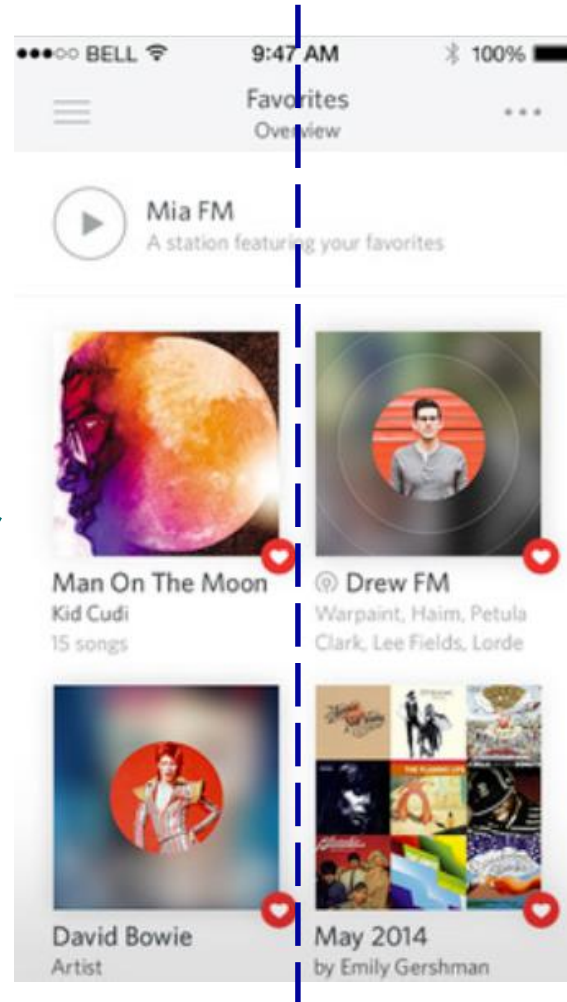 BELL 9:47 AM 100%
Favorites
Overview
Mia FM
A station featuring your favorites
Man On The Moon
Kid Cudi
15 songs
Drew FM
Warpaint, Haim, Petula
Clark, Lee Fields, Lorde
David Bowie
Artist
May 2014
by Emily Gershman